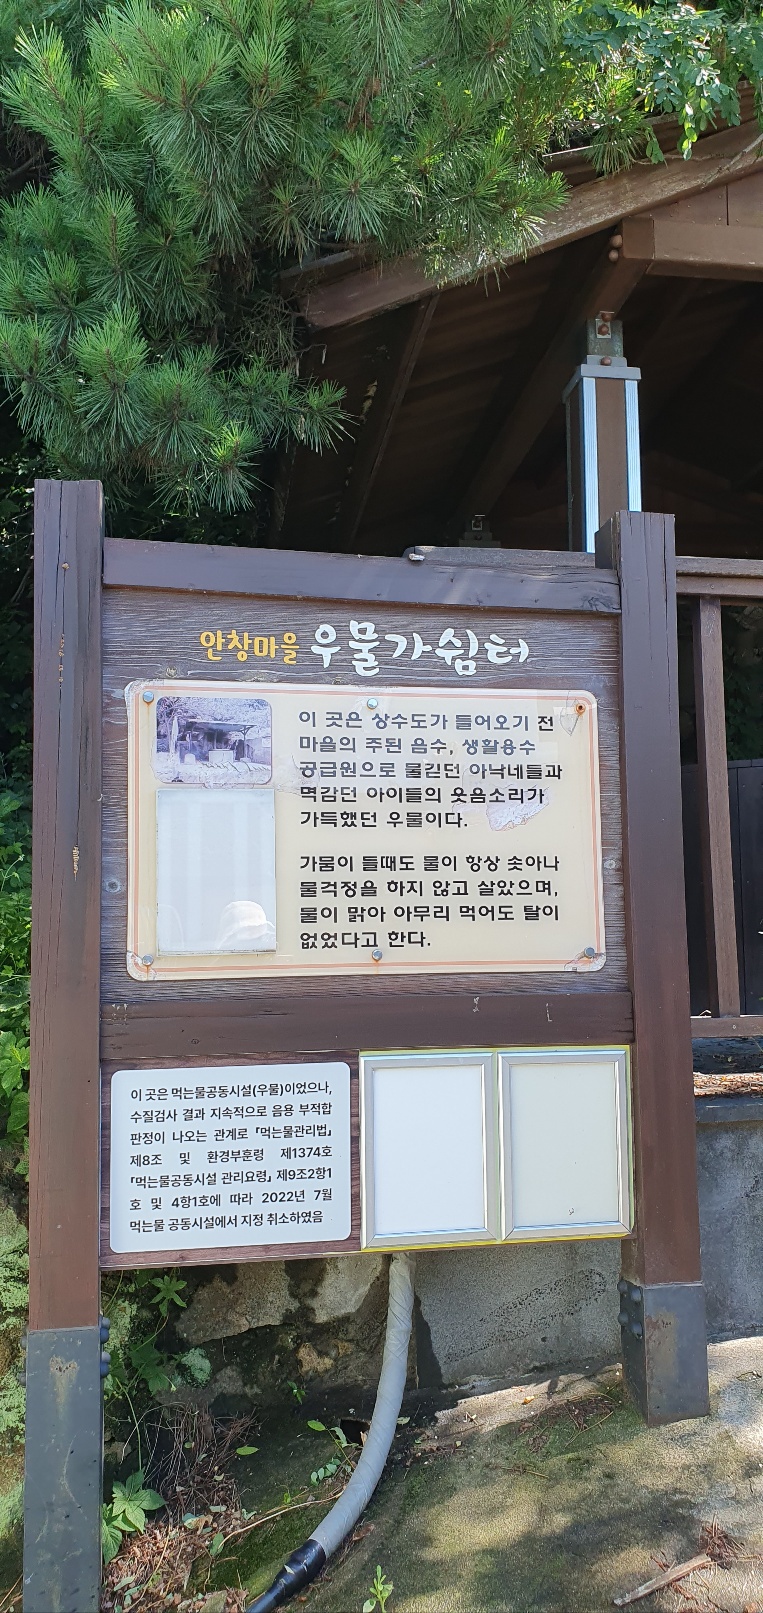 안창마을 우물가쉼터
이 곳은 상수도가 들어오기 전
마을의 주된 음수, 생활용수
공급원으로 물긷던 아낙네들과
멱감던 아이들의 웃음소리가
가득했던 우물이다.
가뭄이 들때도 물이 항상 솟아나
물걱정을 하지 않고 살았으며,
물이 맑아 아무리 먹어도 탈이
없었다고 한다.
이 곳은 먹는물공동시설(우물)이었으나,
수질검사 결과 지속적으로 음용 부적합
판정이 나오는 관계로 「먹는물관리법」
제8조 및 환경부훈령 제1374호
「먹는물공동시설 관리요령」 제9조2항1
호 및 4항1호에 따라 2022년 7월
먹는물 공동시설에서 지정 취소하였음